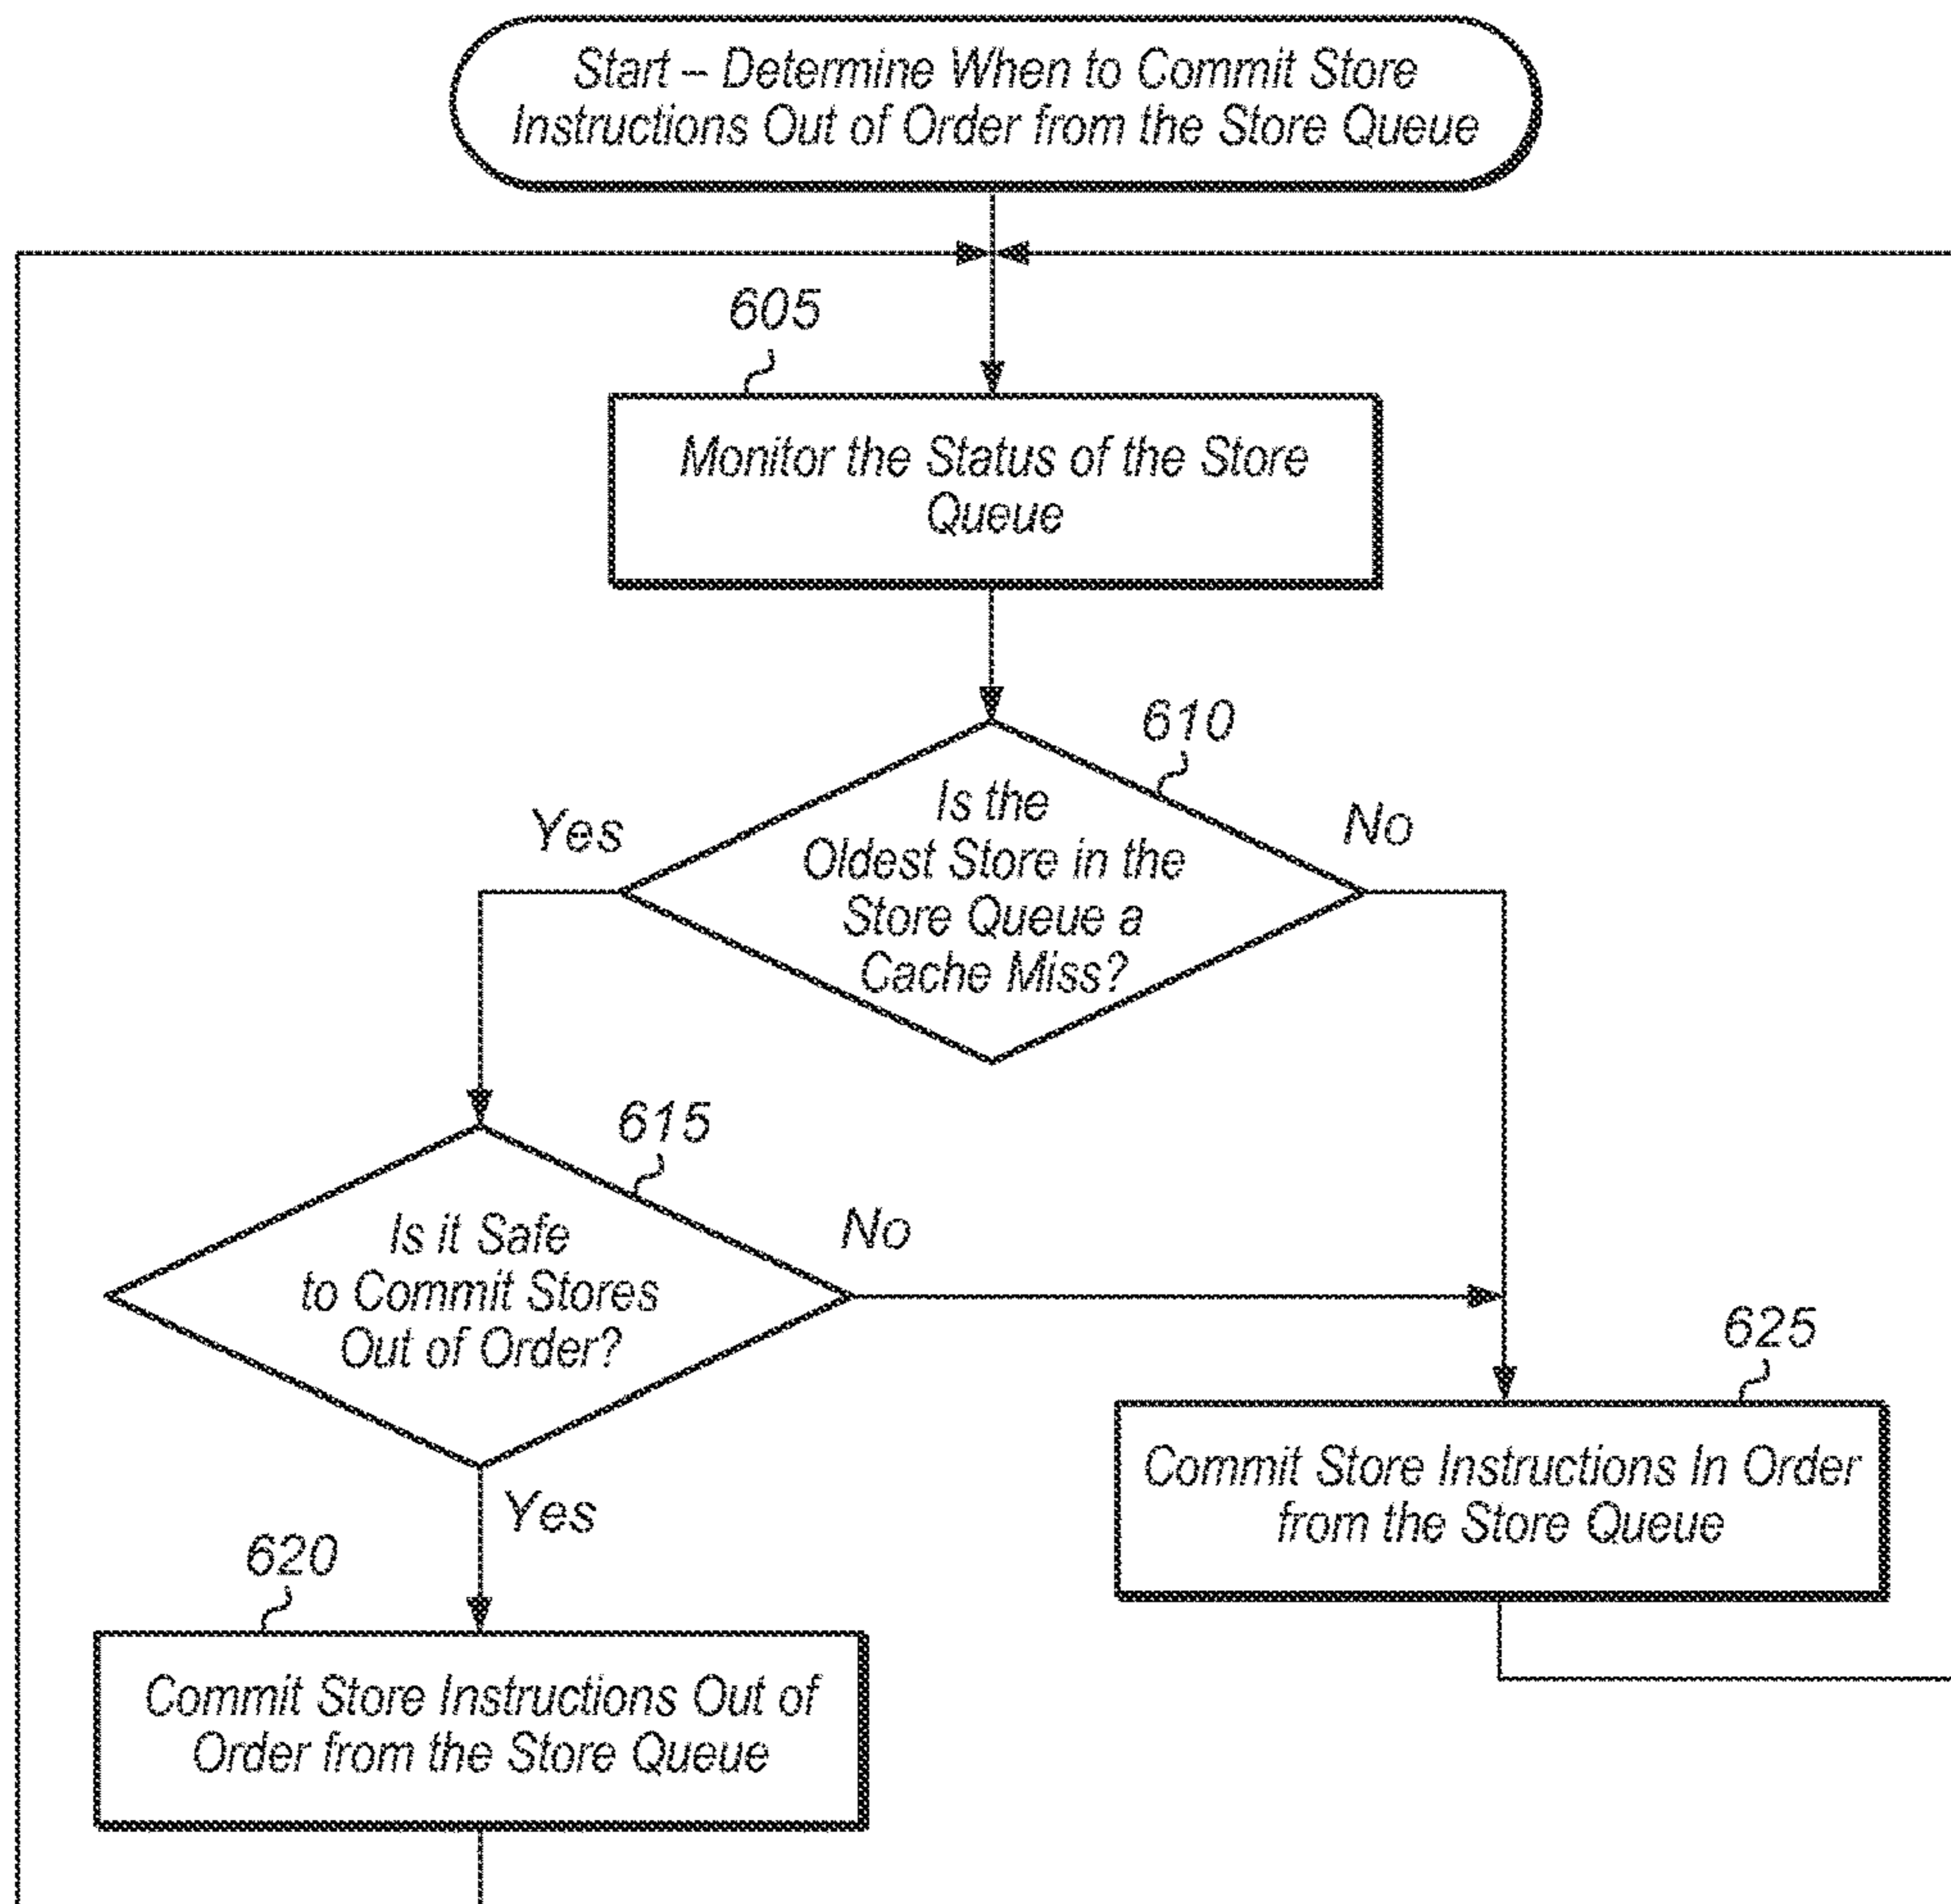 Start – Determine When to Commit Store
Instructions Out of Order from the Store Queue
605
Monitor the Status of the Store
Queue
610
Is the
Oldest Store in the
Store Queue a
Cache Miss?
Yes
No
615
Is it Safe
to Commit Stores
Out of Order?
No
Yes
625
Commit Store Instructions In Order
from the Store Queue
620
Commit Store Instructions Out of
Order from the Store Queue